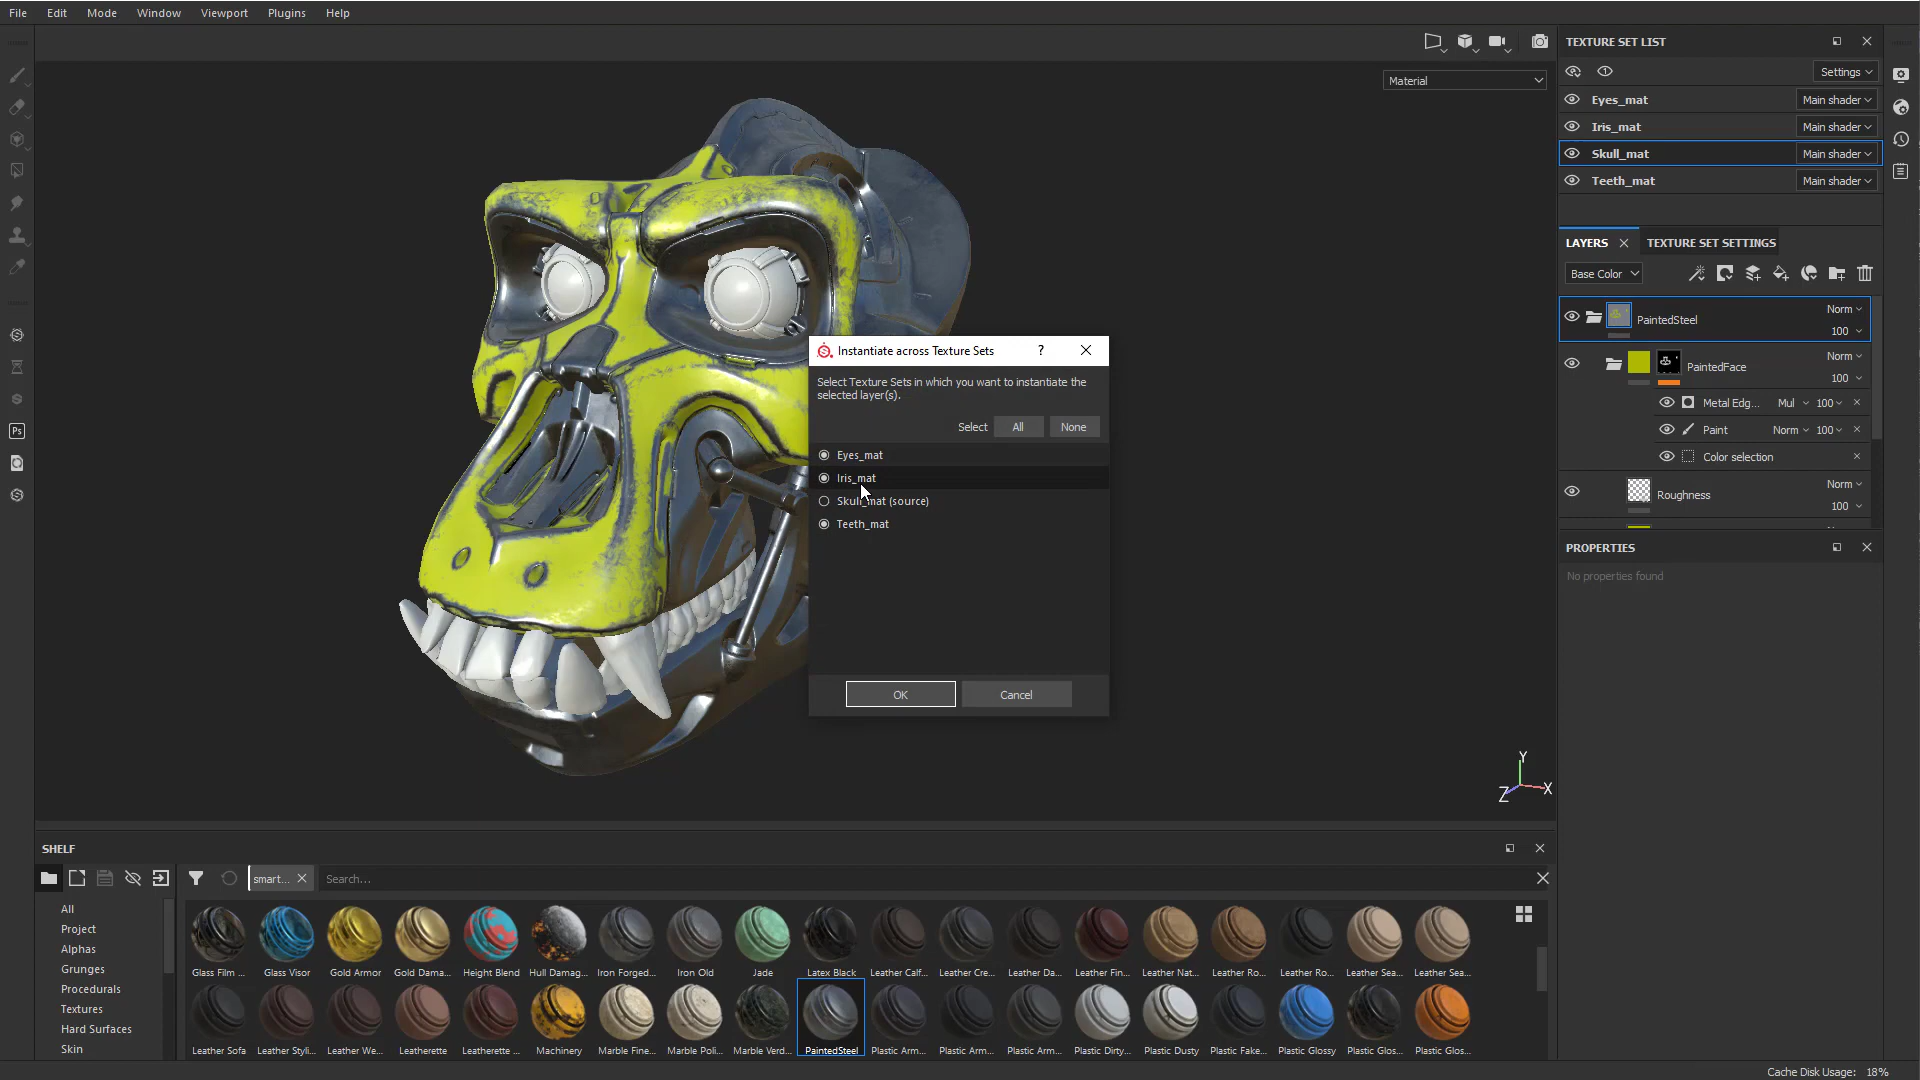 File Edit Mode Window Viewport Plugins Help
Material
TEXTURE SET LIST
Settings
Eyes_mat Main shader
Iris_mat Main shader
Skull_mat Main shader
Teeth_mat Main shader
LAYERS TEXTURE SET SETTINGS
Base Color
PaintedSteel Norm 100
PaintedFace Norm 100
Metal Edg... Mul 100
Paint Norm 100
Color selection
Roughness Norm 100
PROPERTIES
No properties found
Instantiate across Texture Sets ?
Select Texture Sets in which you want to instantiate the
selected layer(s).
Select All None
Eyes_mat
Iris_mat
Skull_mat (source)
Teeth_mat
OK Cancel
Y
Z X
Ps
SHELF
smart... Search...
All
Project
Alphas
Grunges
Procedurals
Textures
Hard Surfaces
Skin
Glass Film ... Glass Visor Gold Armor Gold Dama... Height Blend Hull Damag... Iron Forged... Iron Old Jade Latex Black Leather Calf... Leather Cre... Leather Da... Leather Fin... Leather Nat... Leather Ro... Leather Ro... Leather Sea... Leather Sea...
Leather Sofa Leather Styli... Leather We... Leatherette Leatherette ... Machinery Marble Fine... Marble Poli... Marble Verd... PaintedSteel Plastic Arm... Plastic Arm... Plastic Arm... Plastic Dirty... Plastic Dusty Plastic Fake... Plastic Glossy Plastic Glos... Plastic Glos...
Cache Disk Usage: 18%